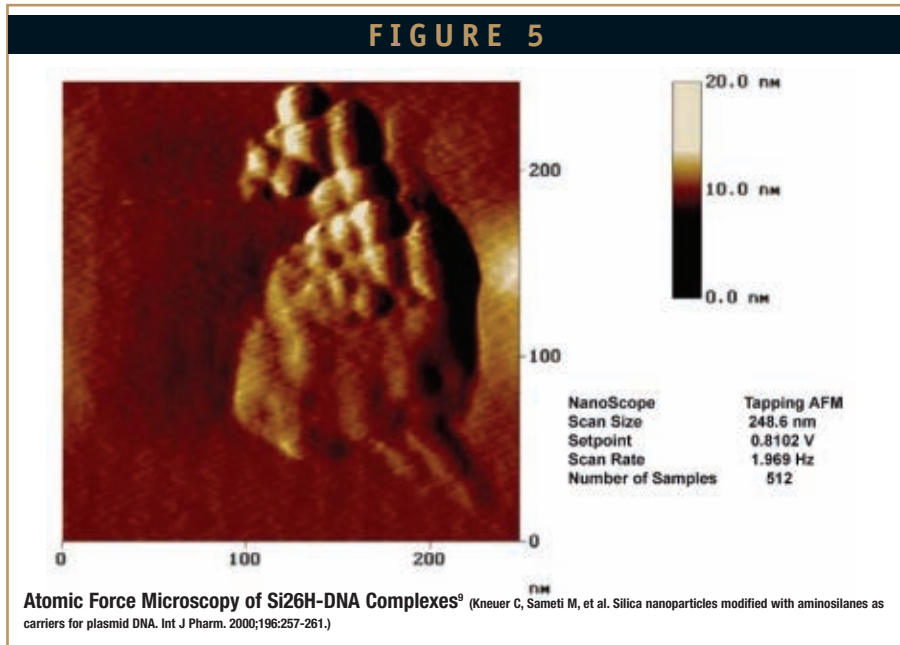 FIGURE 5
20.0 nm
10.0 nm
0.0 nm
200
100
0
0 100 200
nm
NanoScope Tapping AFM
Scan Size 248.6 nm
Setpoint 0.8102 V
Scan Rate 1.969 Hz
Number of Samples 512
Atomic Force Microscopy of Si26H-DNA Complexes⁹ (Kneuer C, Sameti M, et al. Silica nanoparticles modified with aminosilanes as
carriers for plasmid DNA. Int J Pharm. 2000;196:257-261.)